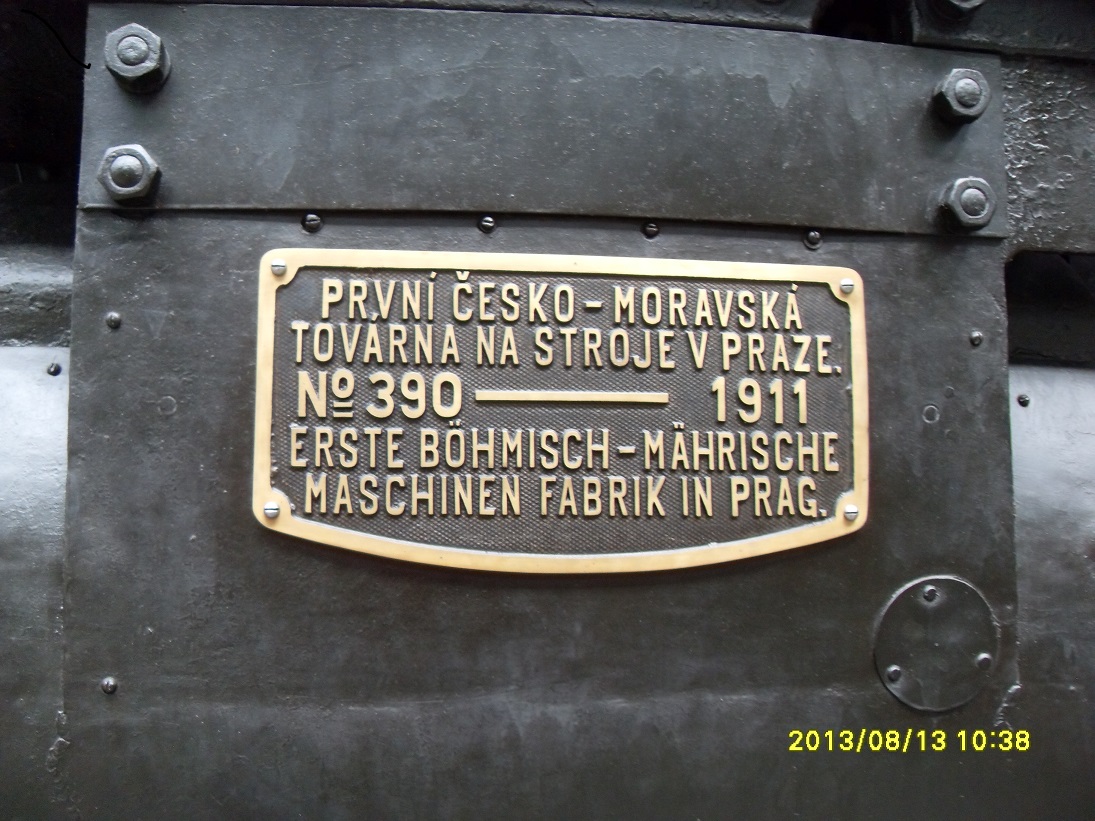 PRVNÍ ČESKO-MORAVSKÁ
TOVÁRNA NA STROJE V PRAZE.
No 390 — 1911
ERSTE BÖHMISCH-MÄHRISCHE
MASCHINEN FABRIK IN PRAG.
2013/08/13 10:38